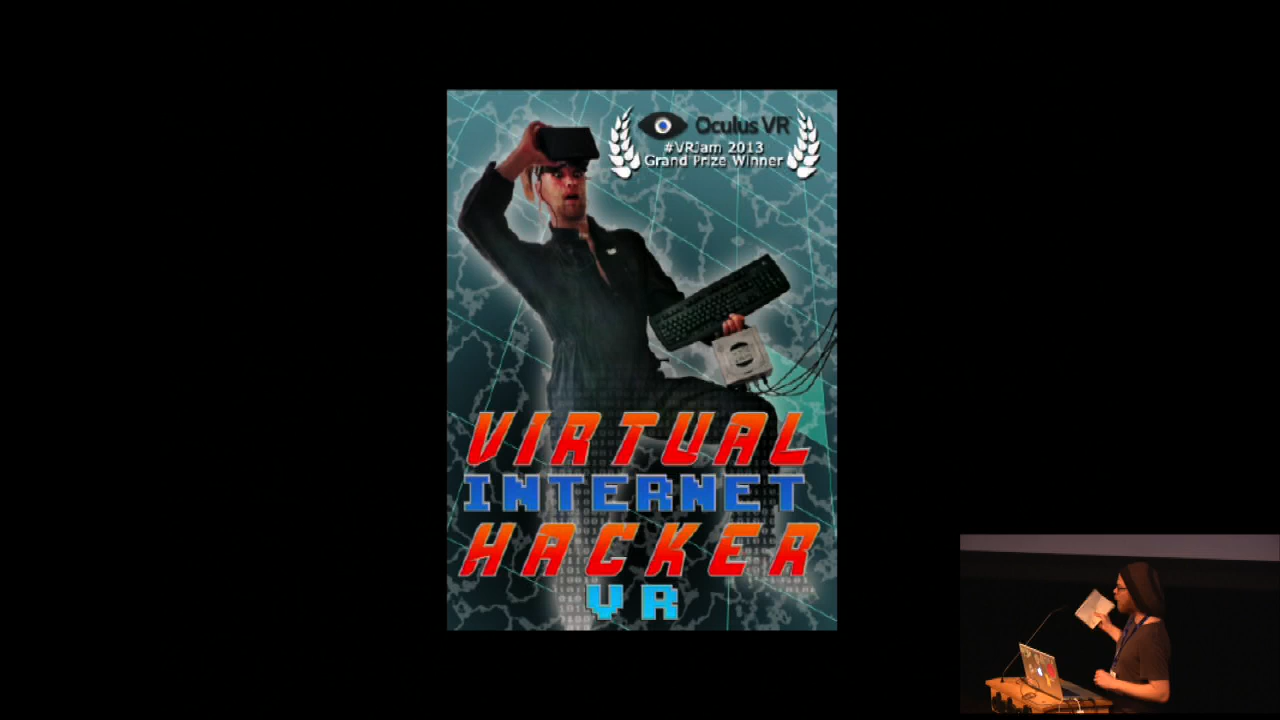 Oculus VR
#VRJam 2013
Grand Prize Winner
VIRTUAL
INTERNET
HACKER
VR